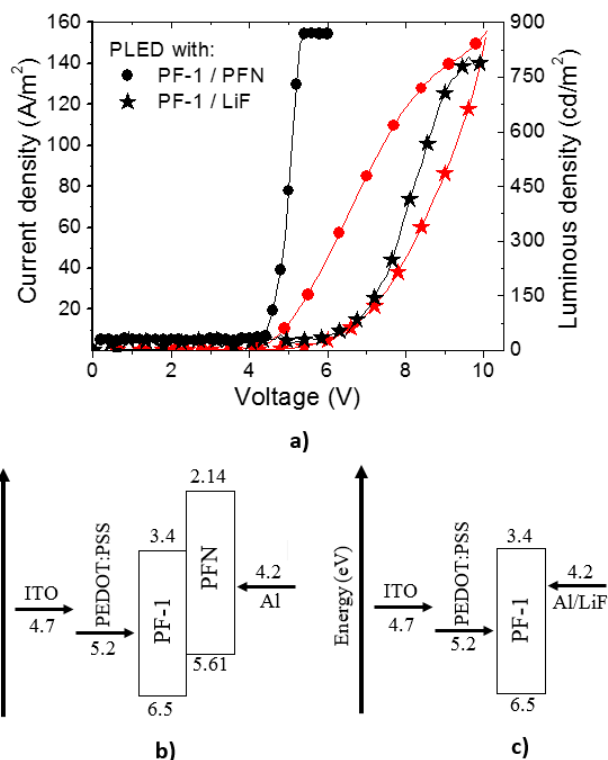 PLED with:
PF-1 / PFN
PF-1 / LiF
160
140
120
100
80
60
40
20
Current density (A/m²)
900
750
600
450
300
150
0
Luminous density (cd/m²)
0 2 4 6 8 10
Voltage (V)
a)
2.14
3.4
PFN
PEDOT:PSS
ITO
4.7
PF-1
4.2
Al
5.2
5.61
6.5
b)
Energy (eV)
3.4
PEDOT:PSS
ITO
4.7
PF-1
4.2
Al/LiF
5.2
6.5
c)